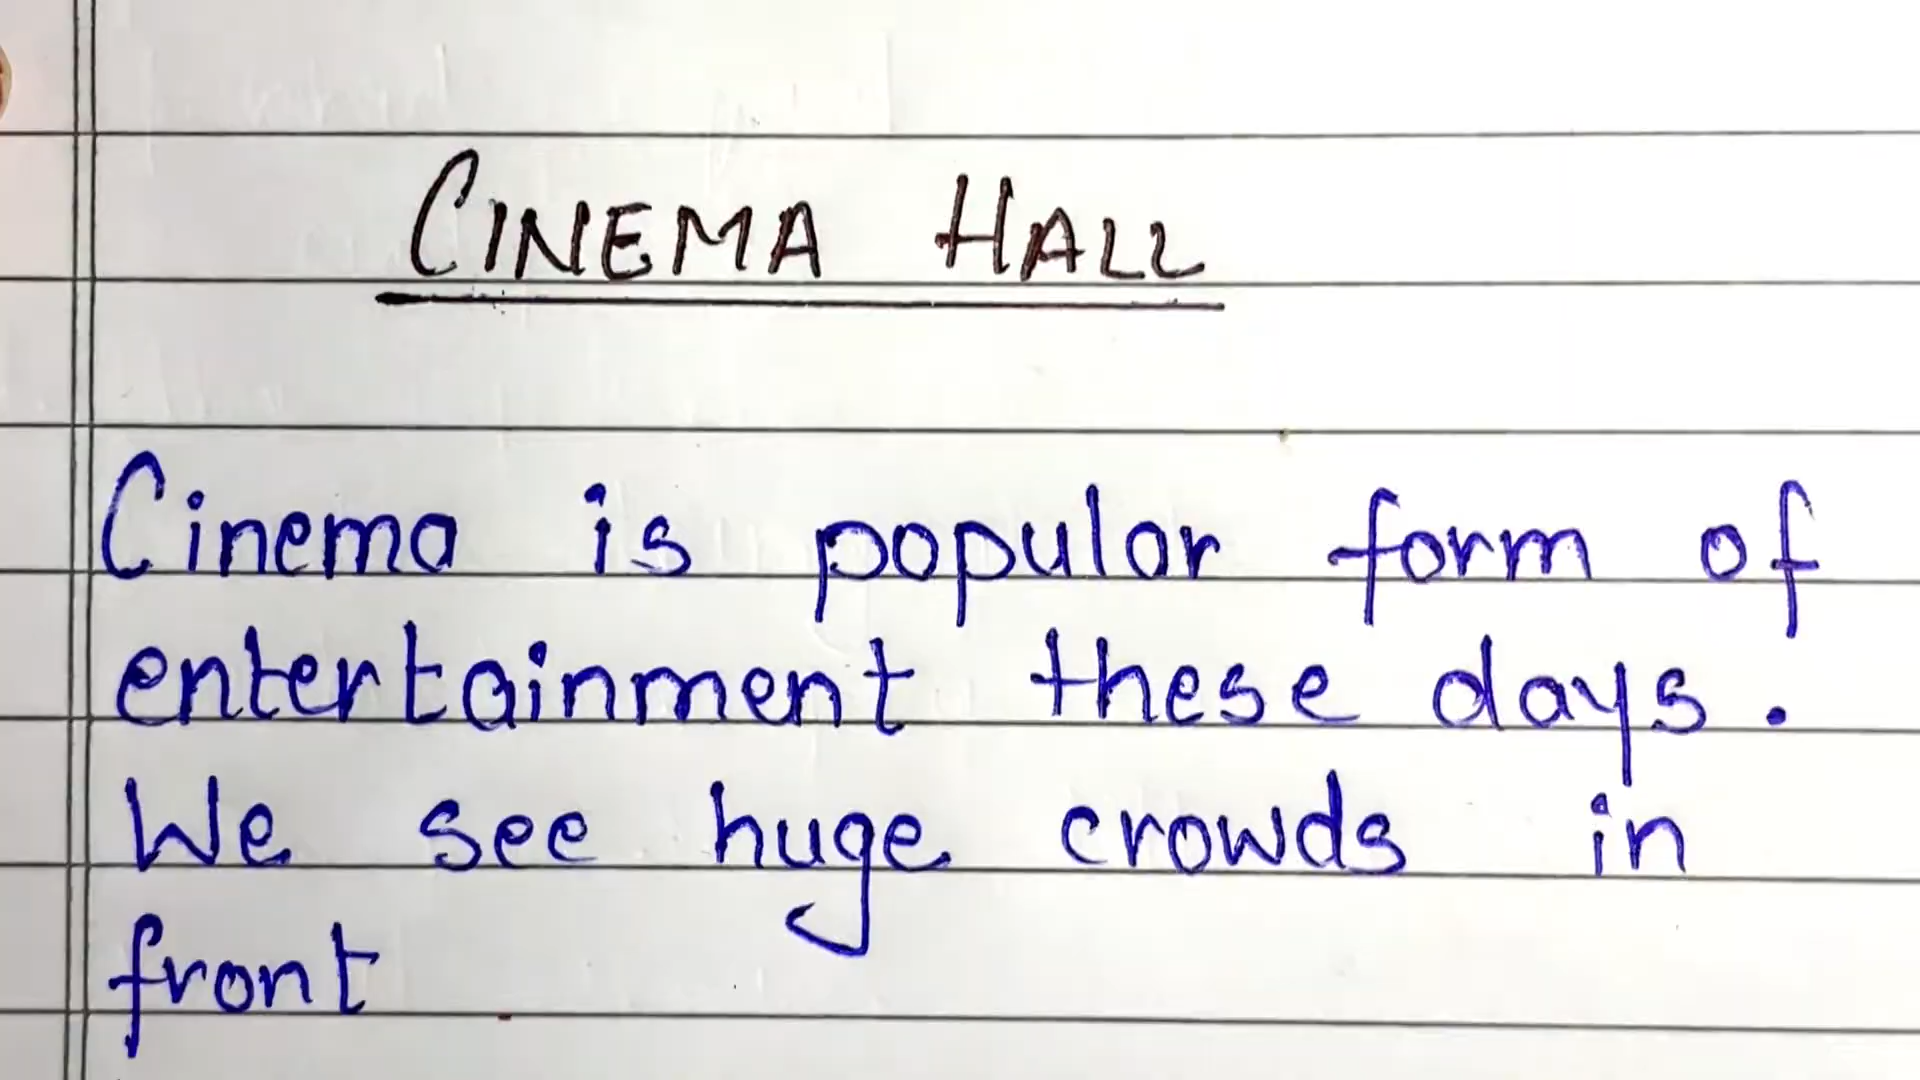 CINEMA HALL
Cinema is popular form of
entertainment these days.
We see huge crowds in
front